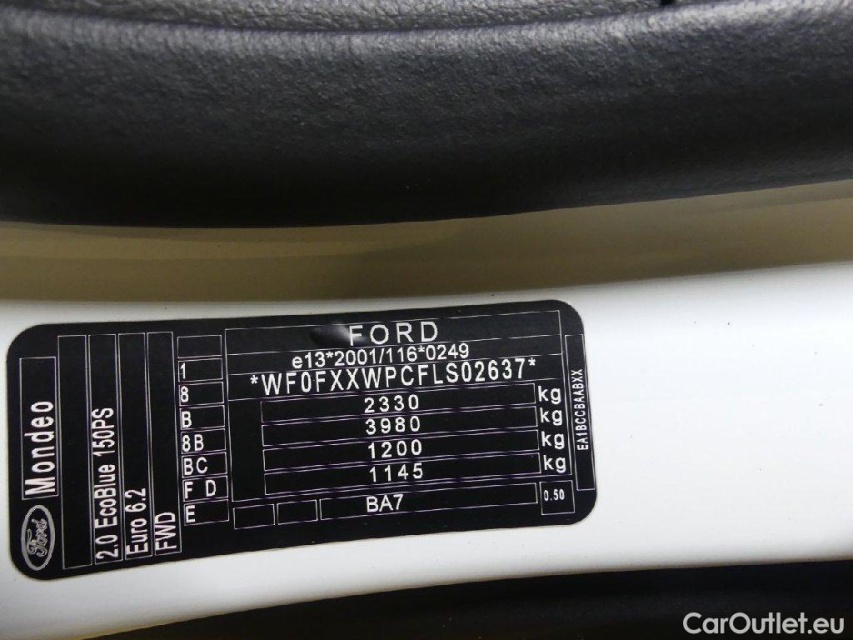 FORD
e13*2001/116*0249
*WF0FXXWPCFLS02637*
2330 kg
3980 kg
1200 kg
1145 kg
BA7
0.50
1
8
B
8B
BC
F D
E
Mondeo
Ford
2.0 EcoBlue 150PS
Euro 6.2
FWD
EA1BCCBAABXX
CarOutlet.eu